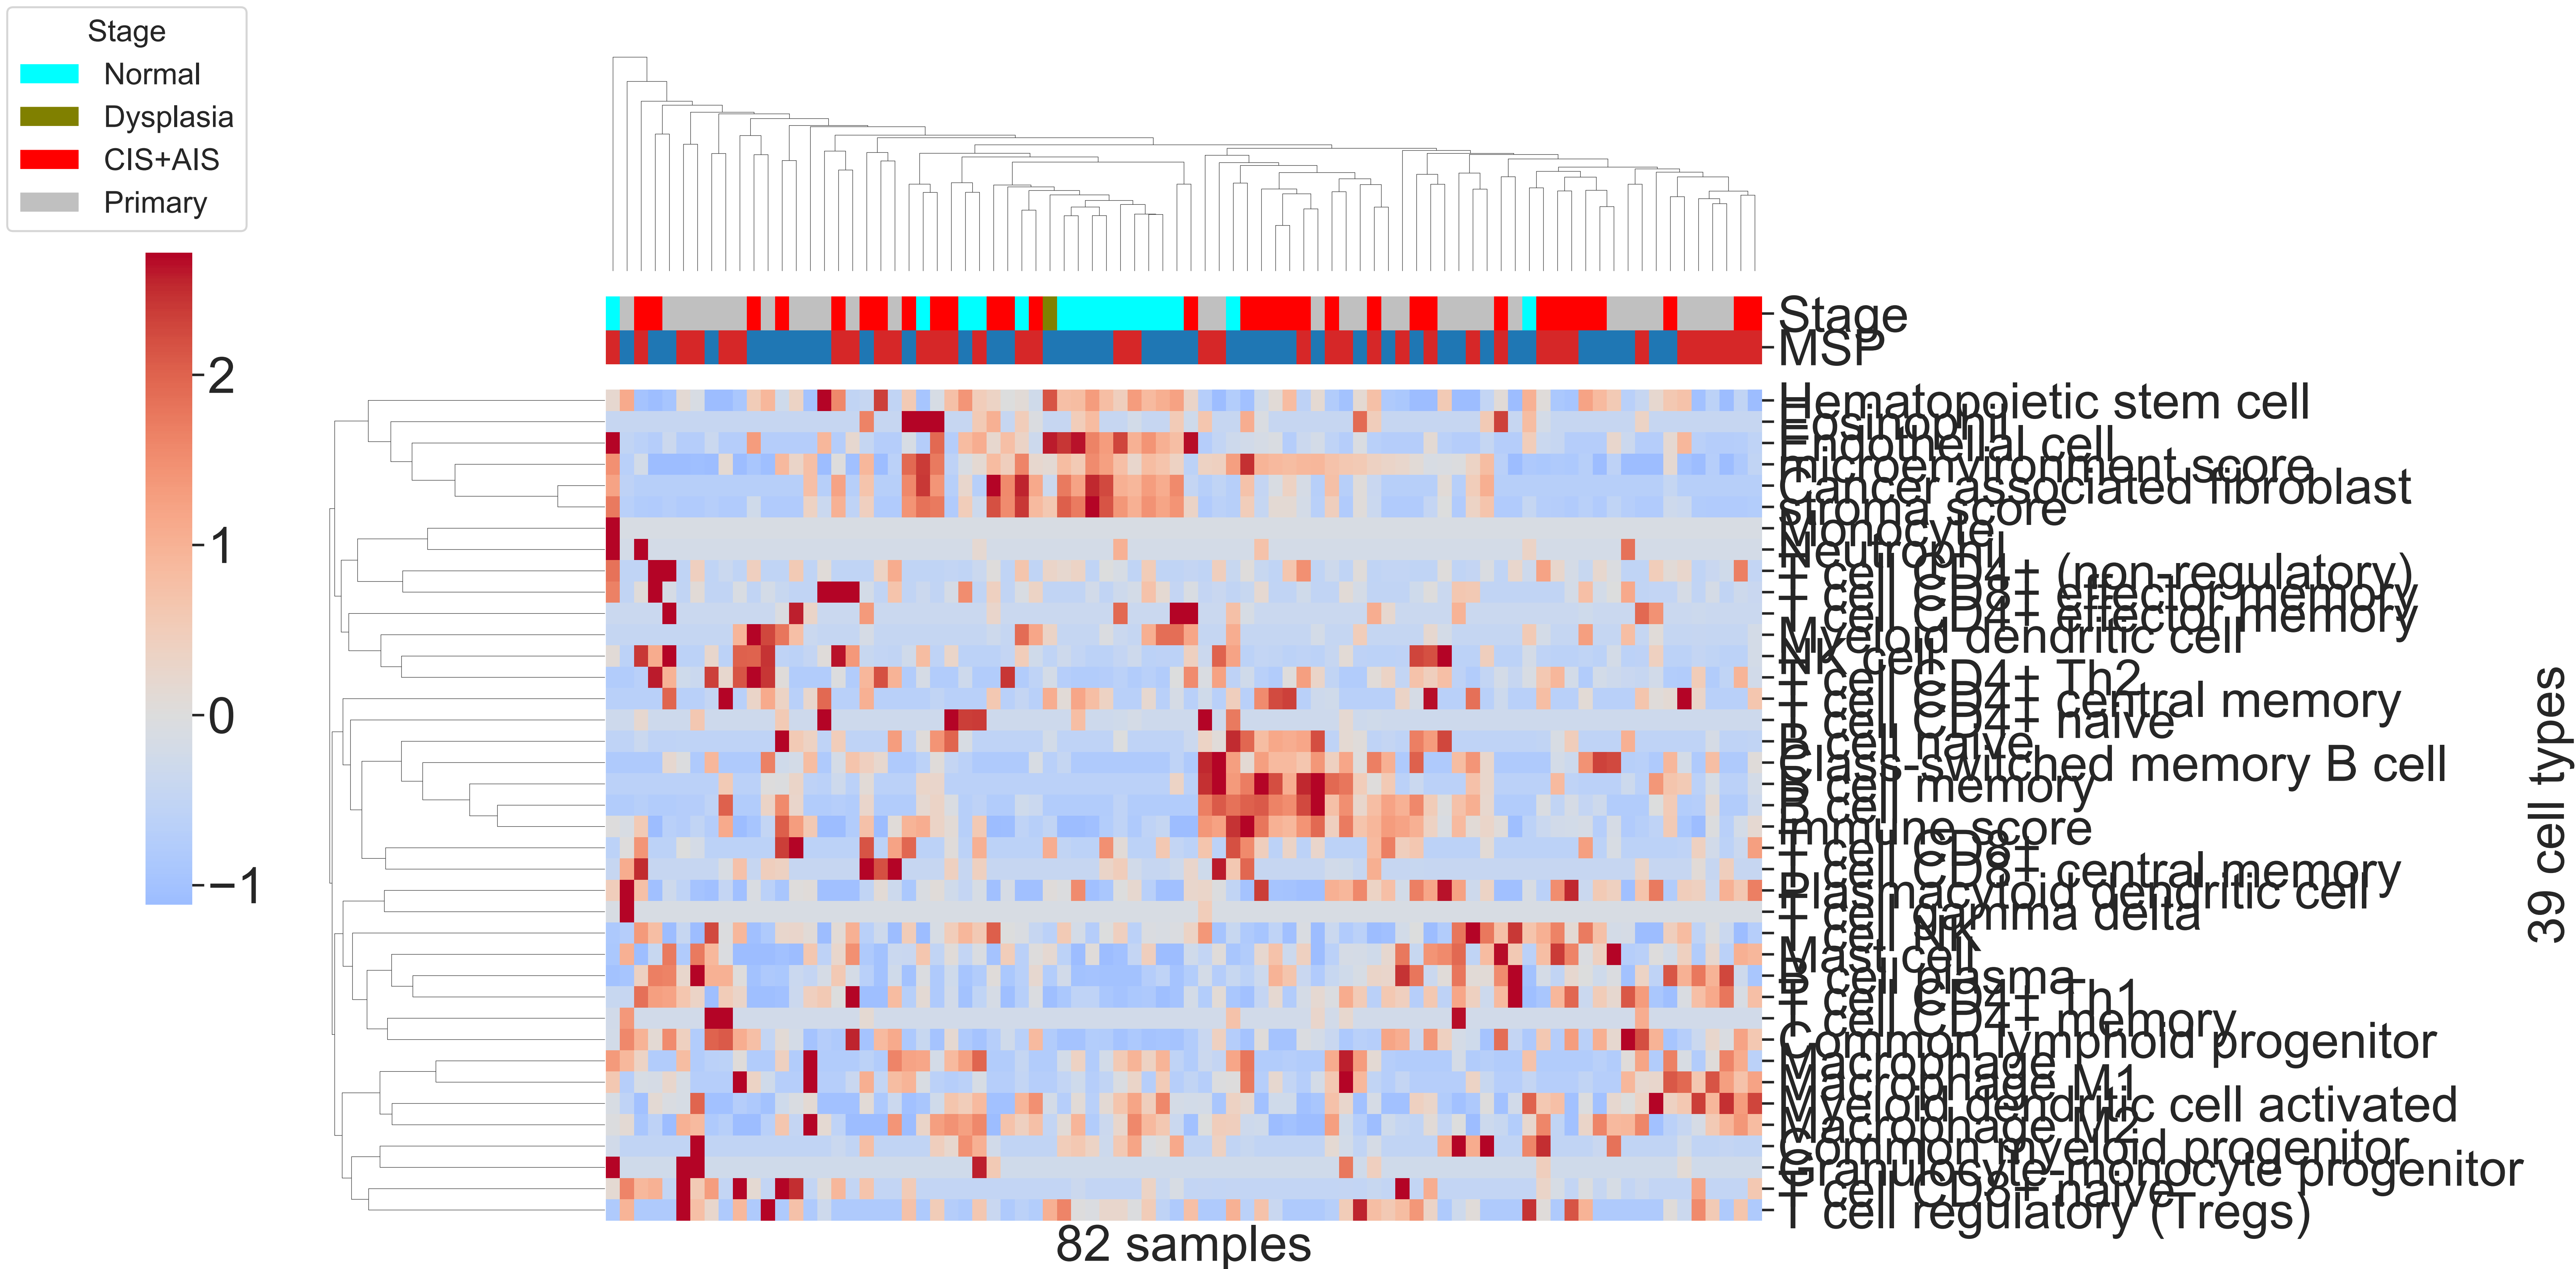 Stage
Normal
Dysplasia
CIS+AIS
Primary
2
1
0
−1
Stage
MSP
Hematopoietic stem cell
Eosinophil
Endothelial cell
microenvironment score
Cancer associated fibroblast
stroma score
Monocyte
Neutrophil
T cell CD4+ (non-regulatory)
T cell CD8+ effector memory
T cell CD4+ effector memory
Myeloid dendritic cell
NK cell
T cell CD4+ Th2
T cell CD4+ central memory
T cell CD4+ naive
B cell naive
Class-switched memory B cell
B cell memory
B cell
immune score
T cell CD8+
T cell CD8+ central memory
Plasmacytoid dendritic cell
T cell gamma delta
T cell NK
Mast cell
B cell plasma
T cell CD4+ Th1
T cell CD4+ memory
Common lymphoid progenitor
Macrophage
Macrophage M1
Myeloid dendritic cell activated
Macrophage M2
Common myeloid progenitor
Granulocyte-monocyte progenitor
T cell CD8+ naive
T cell regulatory (Tregs)
39 cell types
82 samples